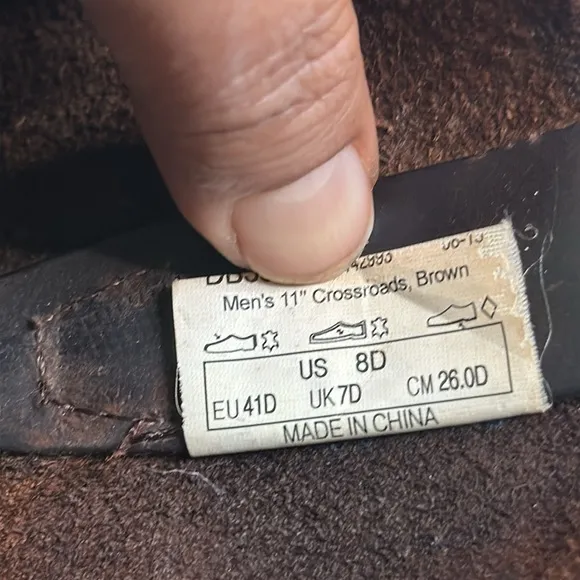 Men's 11" Crossroads, Brown
US 8D
EU 41D UK 7D CM 26.0D
MADE IN CHINA